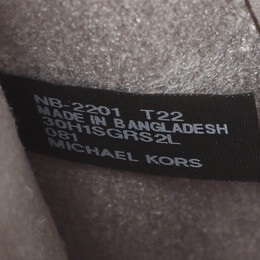 NB-2201 T22
MADE IN BANGLADESH
30H1SGRS2L
081
MICHAEL KORS